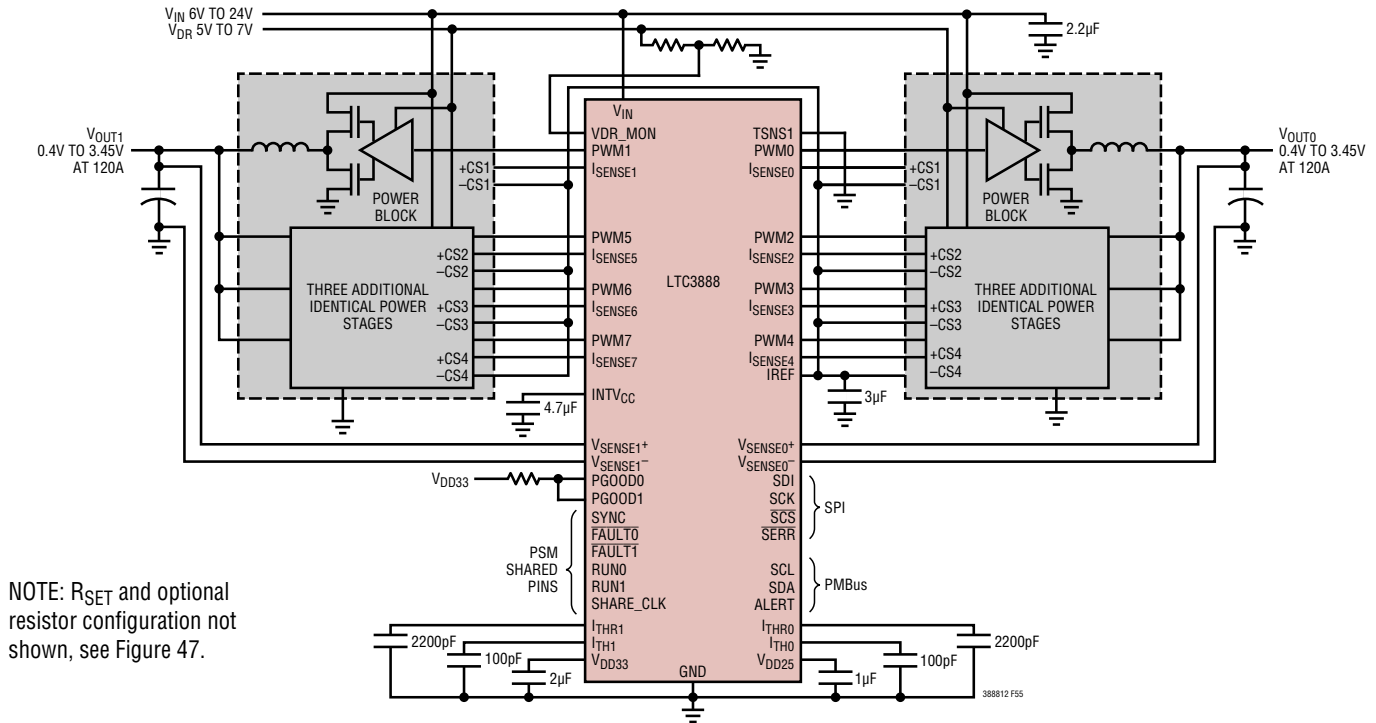 VIN 6V TO 24V
VDR 5V TO 7V
2.2µF
VOUT1
0.4V TO 3.45V
AT 120A
POWER
BLOCK
+CS1
–CS1
THREE ADDITIONAL
IDENTICAL POWER
STAGES
+CS2
–CS2
+CS3
–CS3
+CS4
–CS4
VIN
VDR_MON
PWM1
ISENSE1
PWM5
ISENSE5
PWM6
ISENSE6
PWM7
ISENSE7
INTVCC
4.7µF
VSENSE1+
VSENSE1–
VDD33
PGOOD0
PGOOD1
SYNC
FAULT0
FAULT1
RUN0
RUN1
SHARE_CLK
PSM
SHARED
PINS
ITHR1
ITH1
VDD33
2200pF
100pF
2µF
LTC3888
GND
TSNS1
PWM0
ISENSE0
PWM2
ISENSE2
PWM3
ISENSE3
PWM4
ISENSE4
IREF
3µF
VSENSE0+
VSENSE0–
SDI
SCK
SCS
SERR
SPI
SCL
SDA
ALERT
PMBus
ITHR0
ITH0
VDD25
2200pF
100pF
1µF
+CS1
–CS1
POWER
BLOCK
+CS2
–CS2
+CS3
–CS3
+CS4
–CS4
THREE ADDITIONAL
IDENTICAL POWER
STAGES
VOUT0
0.4V TO 3.45V
AT 120A
NOTE: RSET and optional
resistor configuration not
shown, see Figure 47.
388812 F55